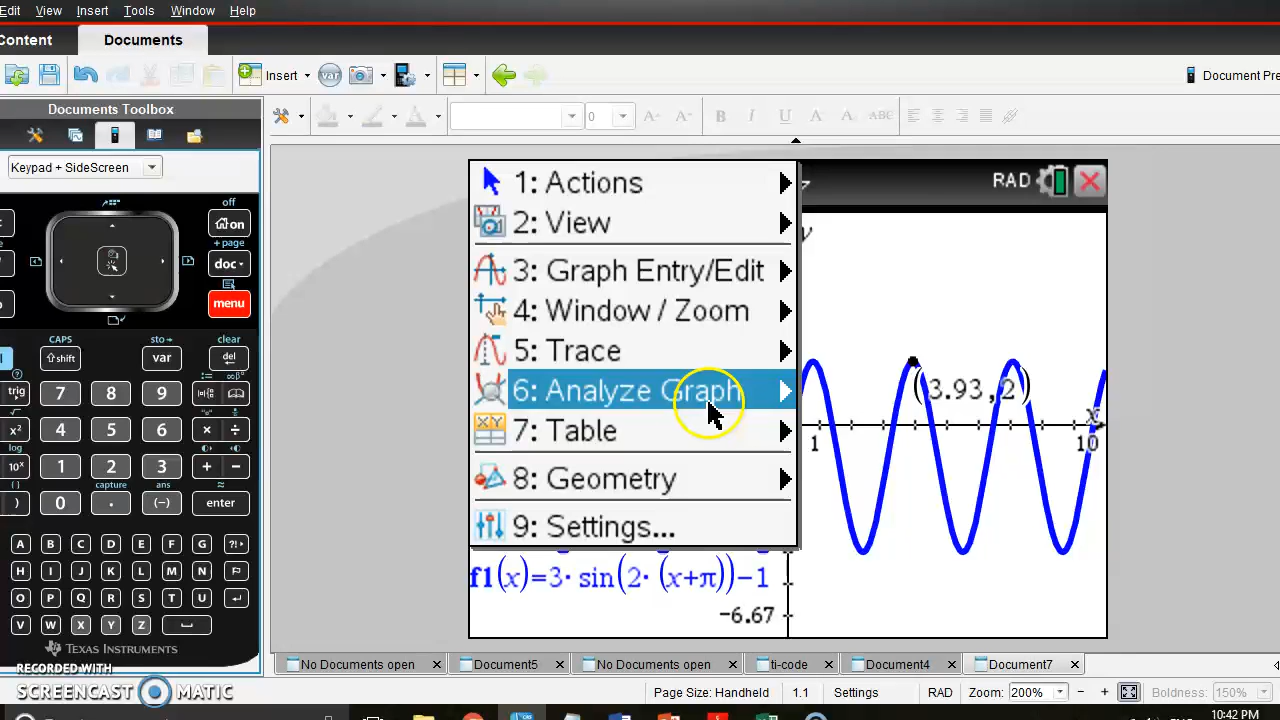 Edit View Insert Tools Window Help
Content Documents
Insert var Document Pre
Documents Toolbox
0 B I U A A ABC
Keypad + SideScreen
off
on
+ page
doc
menu
RAD
1: Actions
2: View
3: Graph Entry/Edit
4: Window / Zoom
5: Trace
6: Analyze Graph
7: Table
8: Geometry
9: Settings...
y
(3.93,2)
x
1 10
f1(x)=3· sin(2· (x+π))−1
-6.67
CAPS sto→ clear
shift var del
trig 7 8 9
x² 4 5 6 × ÷
10ˣ 1 2 3 + −
capture ans
0 . (−) enter
A B C D E F G ?!
H I J K L M N
O P Q R S T U
V W X Y Z
TEXAS INSTRUMENTS
RECORDED WITH
SCREENCAST MATIC
No Documents open Document5 No Documents open ti-os Document4 Document7
Page Size: Handheld 1.1 Settings RAD Zoom: 200% Boldness: 150%
10:42 PM